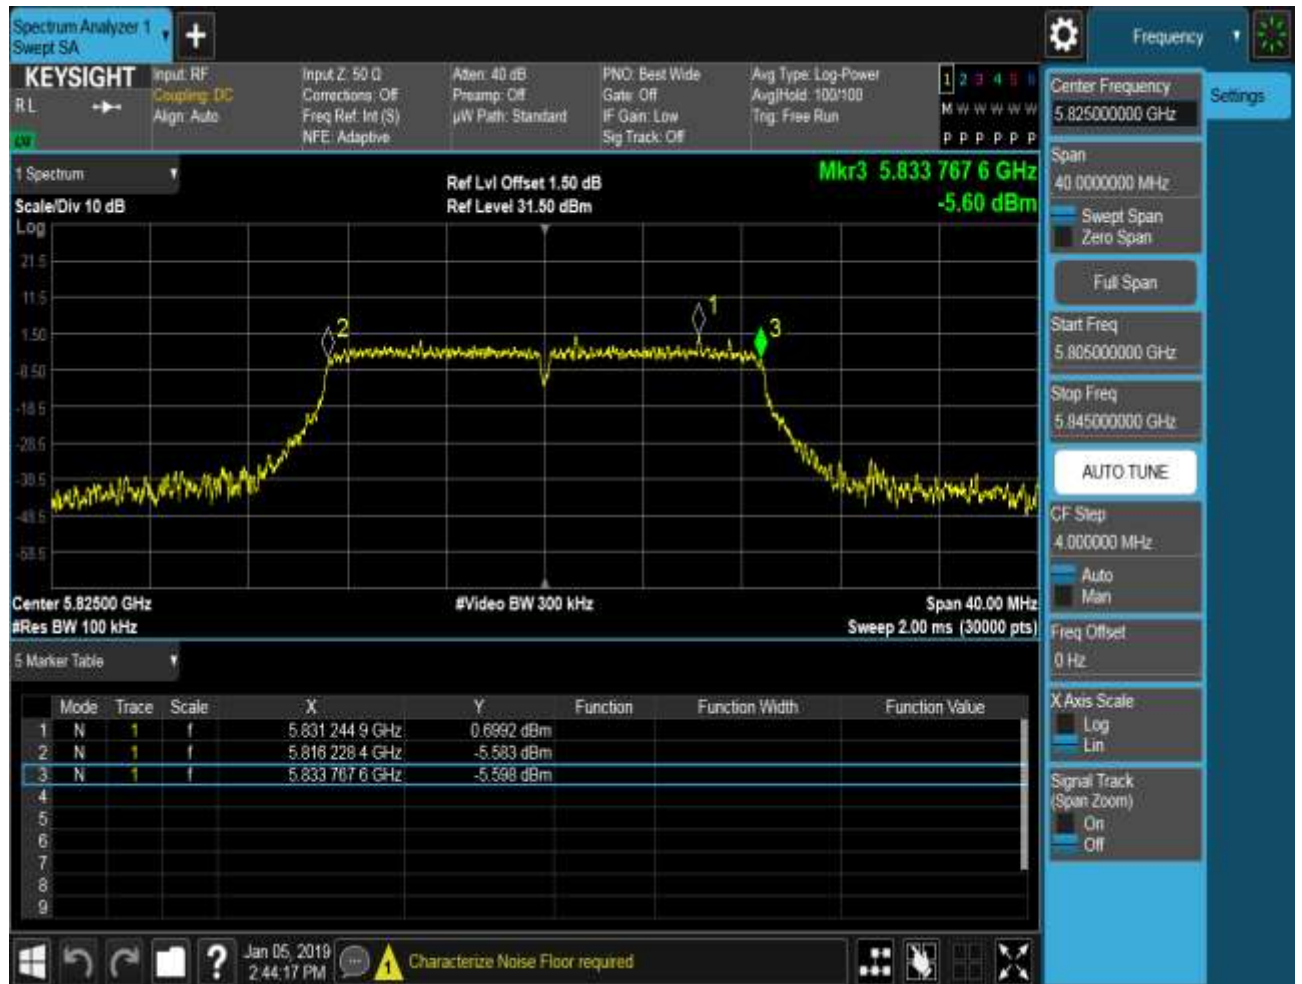 Spectrum Analyzer 1
Swept SA
+
Frequency
KEYSIGHT
RL
Input: RF
Coupling: DC
Align: Auto
Input Z: 50 Ω
Corrections: Off
Freq Ref: Int (S)
NFE: Adaptive
Atten: 40 dB
Preamp: Off
µW Path: Standard
PNO: Best Wide
Gate: Off
IF Gain: Low
Sig Track: Off
Avg Type: Log-Power
Avg|Hold: 100/100
Trig: Free Run
1 2 3 4 5 6
M W W W W W
P P P P P P
1 Spectrum
Scale/Div 10 dB
Ref Lvl Offset 1.50 dB
Ref Level 31.50 dBm
Mkr3 5.833 767 6 GHz
-5.60 dBm
Log
21.5
11.5
1.50
-8.50
-18.5
-28.5
-38.5
-48.5
-58.5
2
1
3
Center 5.82500 GHz
#Video BW 300 kHz
Span 40.00 MHz
#Res BW 100 kHz
Sweep 2.00 ms (30000 pts)
5 Marker Table
Mode Trace Scale X Y Function Function Width Function Value
1 N 1 f 5.831 244 9 GHz 0.6992 dBm
2 N 1 f 5.816 228 4 GHz -5.583 dBm
3 N 1 f 5.833 767 6 GHz -5.598 dBm
4
5
6
7
8
9
Jan 05, 2019
2:44:17 PM
Characterize Noise Floor required
Settings
Center Frequency
5.825000000 GHz
Span
40.0000000 MHz
Swept Span
Zero Span
Full Span
Start Freq
5.805000000 GHz
Stop Freq
5.845000000 GHz
AUTO TUNE
CF Step
4.000000 MHz
Auto
Man
Freq Offset
0 Hz
X Axis Scale
Log
Lin
Signal Track
(Span Zoom)
On
Off